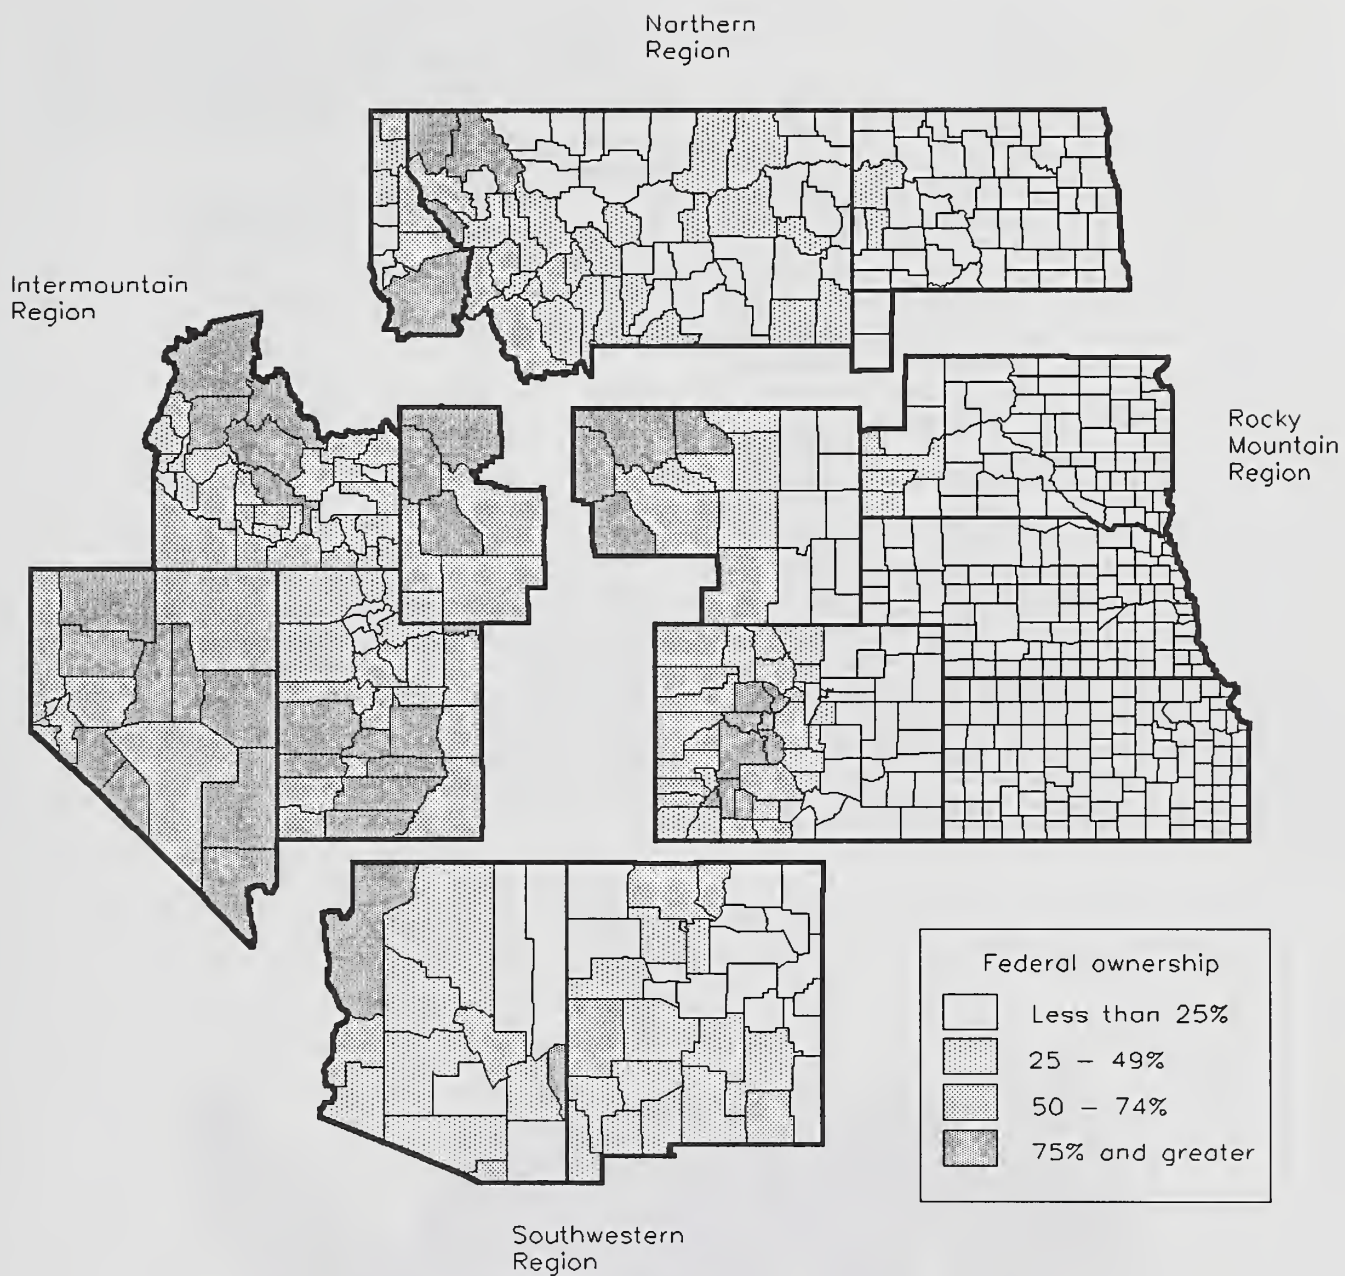 Northern
Region
Intermountain
Region
Rocky
Mountain
Region
Federal ownership
Less than 25%
25 – 49%
50 – 74%
75% and greater
Southwestern
Region